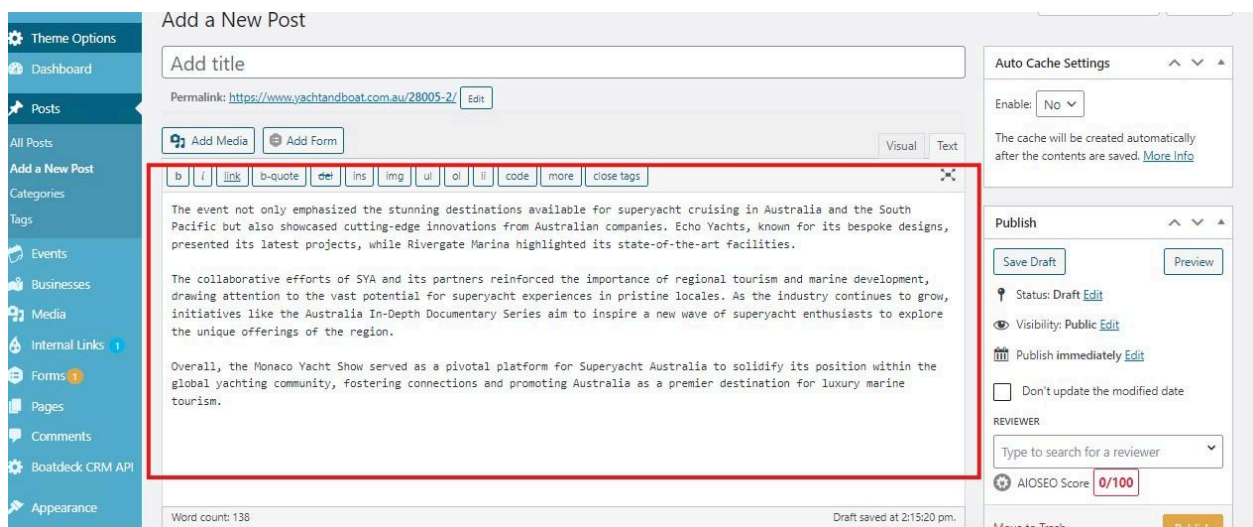 Theme Options
Dashboard
Posts
All Posts
Add a New Post
Categories
Tags
Events
Businesses
Media
Internal Links 1
Forms 1
Pages
Comments
Boatdeck CRM API
Appearance
Add a New Post
Add title
Permalink: https://www.yachtandboat.com.au/28005-2/ Edit
Add Media Add Form
Visual Text
b i link b-quote del ins img ul ol li code more close tags
The event not only emphasized the stunning destinations available for superyacht cruising in Australia and the South
Pacific but also showcased cutting-edge innovations from Australian companies. Echo Yachts, known for its bespoke designs,
presented its latest projects, while Rivergate Marina highlighted its state-of-the-art facilities.
The collaborative efforts of SYA and its partners reinforced the importance of regional tourism and marine development,
drawing attention to the vast potential for superyacht experiences in pristine locales. As the industry continues to grow,
initiatives like the Australia In-Depth Documentary Series aim to inspire a new wave of superyacht enthusiasts to explore
the unique offerings of the region.
Overall, the Monaco Yacht Show served as a pivotal platform for Superyacht Australia to solidify its position within the
global yachting community, fostering connections and promoting Australia as a premier destination for luxury marine
tourism.
Word count: 138
Draft saved at 2:15:20 pm.
Auto Cache Settings
Enable: No
The cache will be created automatically
after the contents are saved. More Info
Publish
Save Draft Preview
Status: Draft Edit
Visibility: Public Edit
Publish immediately Edit
Don't update the modified date
REVIEWER
Type to search for a reviewer
AIOSEO Score 0/100
Move to Trash
Publish